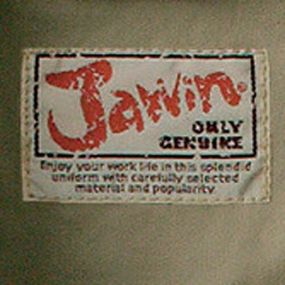 Jawin
ONLY
GENUINE
Enjoy your work life in this splendid
uniform with carefully selected
material and popularity